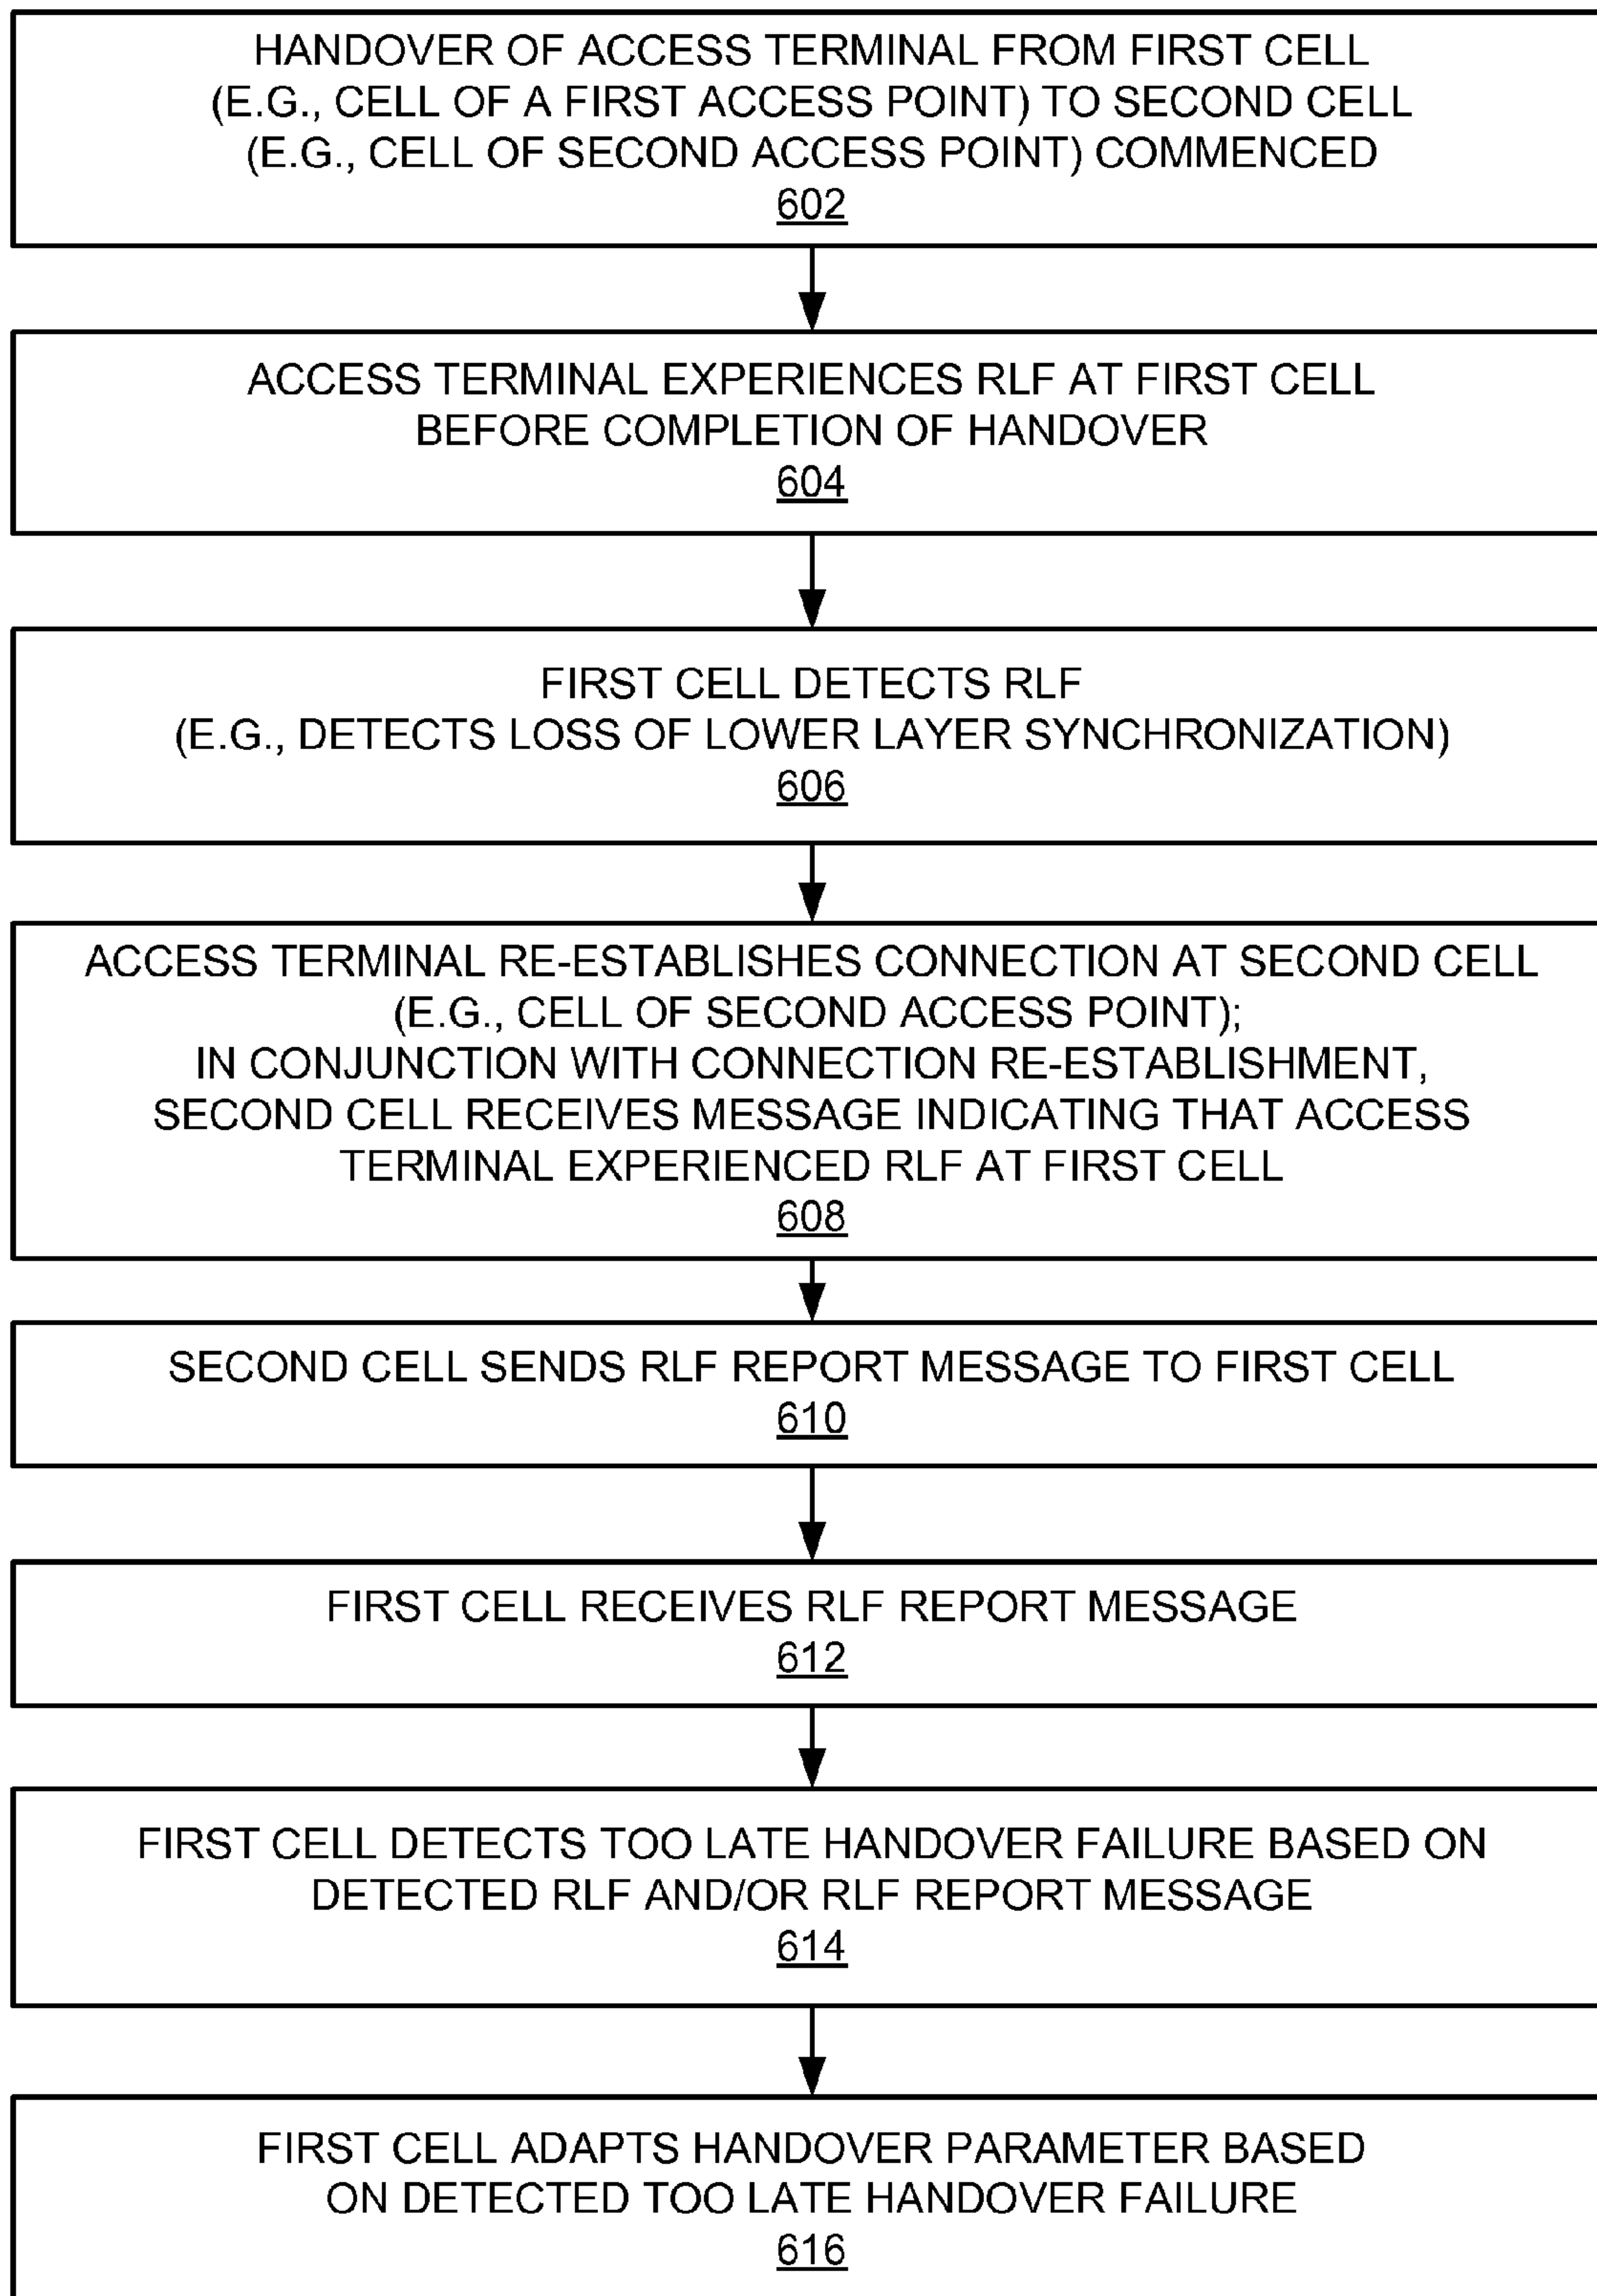 HANDOVER OF ACCESS TERMINAL FROM FIRST CELL
(E.G., CELL OF A FIRST ACCESS POINT) TO SECOND CELL
(E.G., CELL OF SECOND ACCESS POINT) COMMENCED
602
ACCESS TERMINAL EXPERIENCES RLF AT FIRST CELL
BEFORE COMPLETION OF HANDOVER
604
FIRST CELL DETECTS RLF
(E.G., DETECTS LOSS OF LOWER LAYER SYNCHRONIZATION)
606
ACCESS TERMINAL RE-ESTABLISHES CONNECTION AT SECOND CELL
(E.G., CELL OF SECOND ACCESS POINT);
IN CONJUNCTION WITH CONNECTION RE-ESTABLISHMENT,
SECOND CELL RECEIVES MESSAGE INDICATING THAT ACCESS
TERMINAL EXPERIENCED RLF AT FIRST CELL
608
SECOND CELL SENDS RLF REPORT MESSAGE TO FIRST CELL
610
FIRST CELL RECEIVES RLF REPORT MESSAGE
612
FIRST CELL DETECTS TOO LATE HANDOVER FAILURE BASED ON
DETECTED RLF AND/OR RLF REPORT MESSAGE
614
FIRST CELL ADAPTS HANDOVER PARAMETER BASED
ON DETECTED TOO LATE HANDOVER FAILURE
616